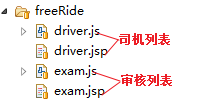 freeRide
driver.js
driver.jsp
司机列表
exam.js
exam.jsp
审核列表